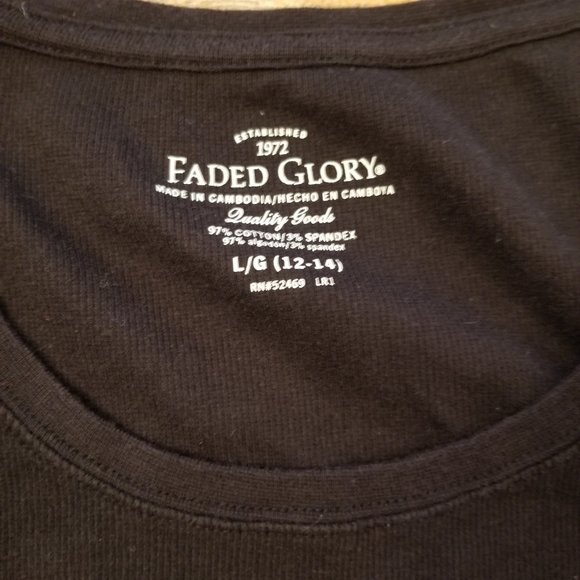 ESTABLISHED
1972
FADED GLORY®
MADE IN CAMBODIA/HECHO EN CAMBOYA
Quality Goods
97% COTTON/3% SPANDEX
97% algodón/3% spandex
L/G (12-14)
RN#52469 LR1